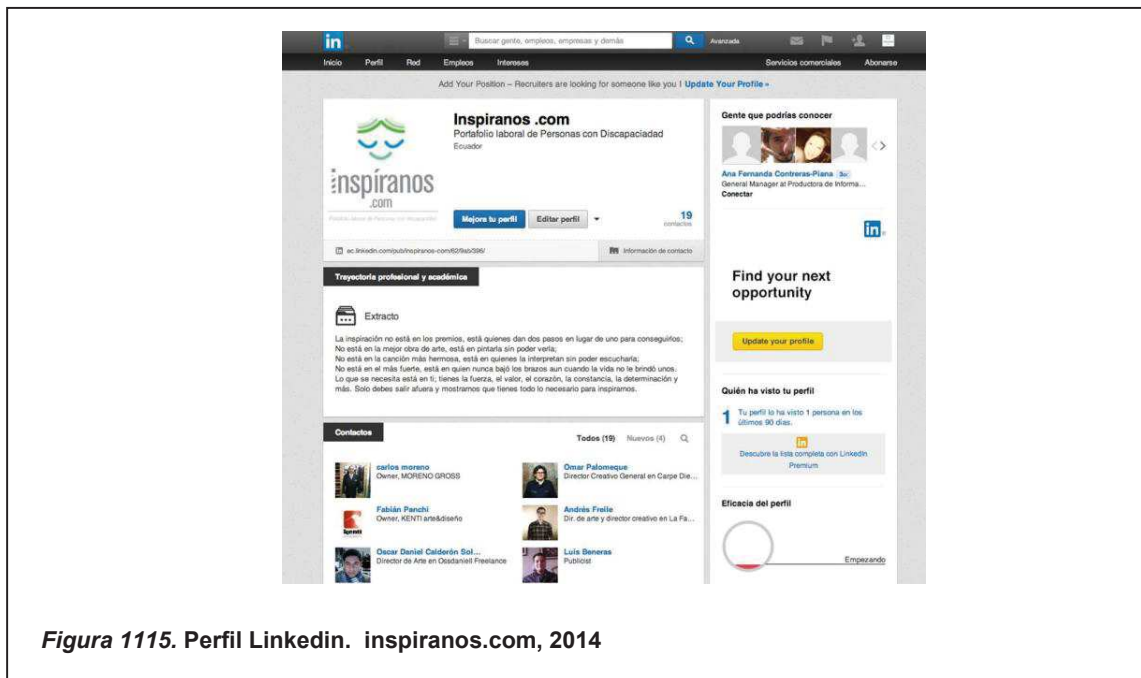 in
Buscar gente, empleos, empresas y demás
Avanzada
Inicio Perfil Red Empleos Intereses Servicios comerciales Abonarse
Add Your Position – Recruiters are looking for someone like you | Update Your Profile »
Inspiranos .com
Portafolio laboral de Personas con Discapaciadad
Ecuador
inspíranos
.com
Portafolio laboral de Personas con discapacidad
Mejora tu perfil Editar perfil
19
contactos
Información de contacto
Trayectoria profesional y académica
Extracto
La inspiración no está en los premios, está quienes dan dos pasos en lugar de uno para conseguirlos;
No está en la mejor obra de arte, está en pintarla sin poder verla;
No está en la canción más hermosa, está en quienes la interpretan sin poder escucharla;
No está en el más fuerte, está en quien nunca bajó los brazos aun cuando la vida no le brindó unos.
Lo que se necesita está en ti; tienes la fuerza, el valor, el corazón, la constancia, la determinación y
más. Solo debes salir afuera y mostrarnos que tienes todo lo necesario para inspirarnos.
Contactos
Todos (19) Nuevos (4)
carlos moreno
Owner, MORENO GROSS
Omar Palomeque
Director Creativo General en Carpe Die...
Fabián Panchi
Owner, KENTI arte&diseño
Andrés Freile
Dir. de arte y director creativo en La Fa...
Oscar Daniel Calderón Sol...
Director de Arte en Ossdaniell Freelance
Luis Beneras
Publicist
Gente que podrías conocer
Ana Fernanda Contreras-Piana
General Manager at Productora de Informa...
Conectar
in
Find your next
opportunity
Update your profile
Quién ha visto tu perfil
1 Tu perfil lo ha visto 1 persona en los
últimos 90 días.
in
Descubre la lista completa con LinkedIn
Premium
Eficacia del perfil
Empezando
Figura 1115. Perfil Linkedin. inspiranos.com, 2014